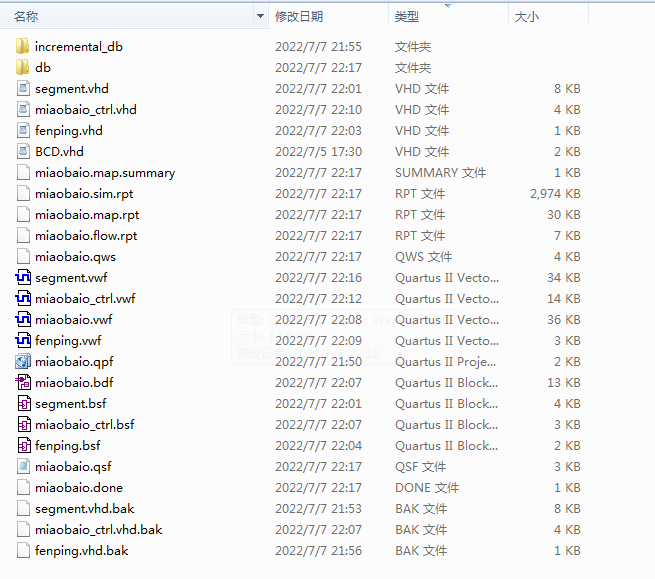 名称 修改日期 类型 大小
incremental_db 2022/7/7 21:55 文件夹
db 2022/7/7 22:17 文件夹
segment.vhd 2022/7/7 22:01 VHD 文件 8 KB
miaobaio_ctrl.vhd 2022/7/7 22:10 VHD 文件 4 KB
fenping.vhd 2022/7/7 22:03 VHD 文件 1 KB
BCD.vhd 2022/7/5 17:30 VHD 文件 2 KB
miaobaio.map.summary 2022/7/7 22:17 SUMMARY 文件 1 KB
miaobaio.sim.rpt 2022/7/7 22:17 RPT 文件 2,974 KB
miaobaio.map.rpt 2022/7/7 22:17 RPT 文件 30 KB
miaobaio.flow.rpt 2022/7/7 22:17 RPT 文件 7 KB
miaobaio.qws 2022/7/7 22:17 QWS 文件 4 KB
segment.vwf 2022/7/7 22:16 Quartus II Vecto... 34 KB
miaobaio_ctrl.vwf 2022/7/7 22:12 Quartus II Vecto... 14 KB
miaobaio.vwf 2022/7/7 22:08 Quartus II Vecto... 36 KB
fenping.vwf 2022/7/7 22:09 Quartus II Vecto... 3 KB
miaobaio.qpf 2022/7/7 21:50 Quartus II Proje... 2 KB
miaobaio.bdf 2022/7/7 22:07 Quartus II Block... 13 KB
segment.bsf 2022/7/7 22:01 Quartus II Block... 4 KB
miaobaio_ctrl.bsf 2022/7/7 22:07 Quartus II Block... 3 KB
fenping.bsf 2022/7/7 22:04 Quartus II Block... 2 KB
miaobaio.qsf 2022/7/7 22:17 QSF 文件 3 KB
miaobaio.done 2022/7/7 22:17 DONE 文件 1 KB
segment.vhd.bak 2022/7/7 21:53 BAK 文件 8 KB
miaobaio_ctrl.vhd.bak 2022/7/7 22:07 BAK 文件 4 KB
fenping.vhd.bak 2022/7/7 21:56 BAK 文件 1 KB